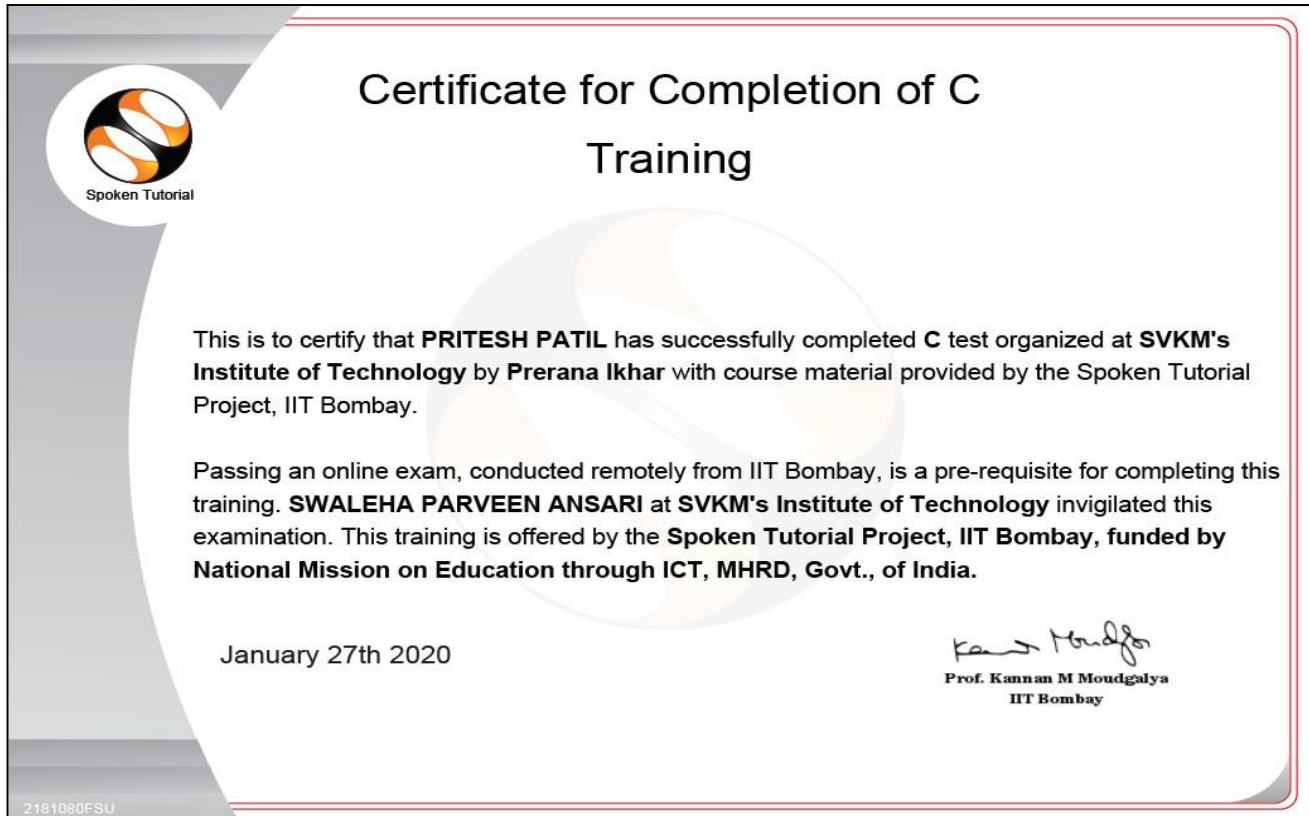 Certificate for Completion of C
Training
Spoken Tutorial
This is to certify that PRITESH PATIL has successfully completed C test organized at SVKM's
Institute of Technology by Prerana Ikhar with course material provided by the Spoken Tutorial
Project, IIT Bombay.
Passing an online exam, conducted remotely from IIT Bombay, is a pre-requisite for completing this
training. SWALEHA PARVEEN ANSARI at SVKM's Institute of Technology invigilated this
examination. This training is offered by the Spoken Tutorial Project, IIT Bombay, funded by
National Mission on Education through ICT, MHRD, Govt., of India.
January 27th 2020
Prof. Kannan M Moudgalya
IIT Bombay
2181080FSU